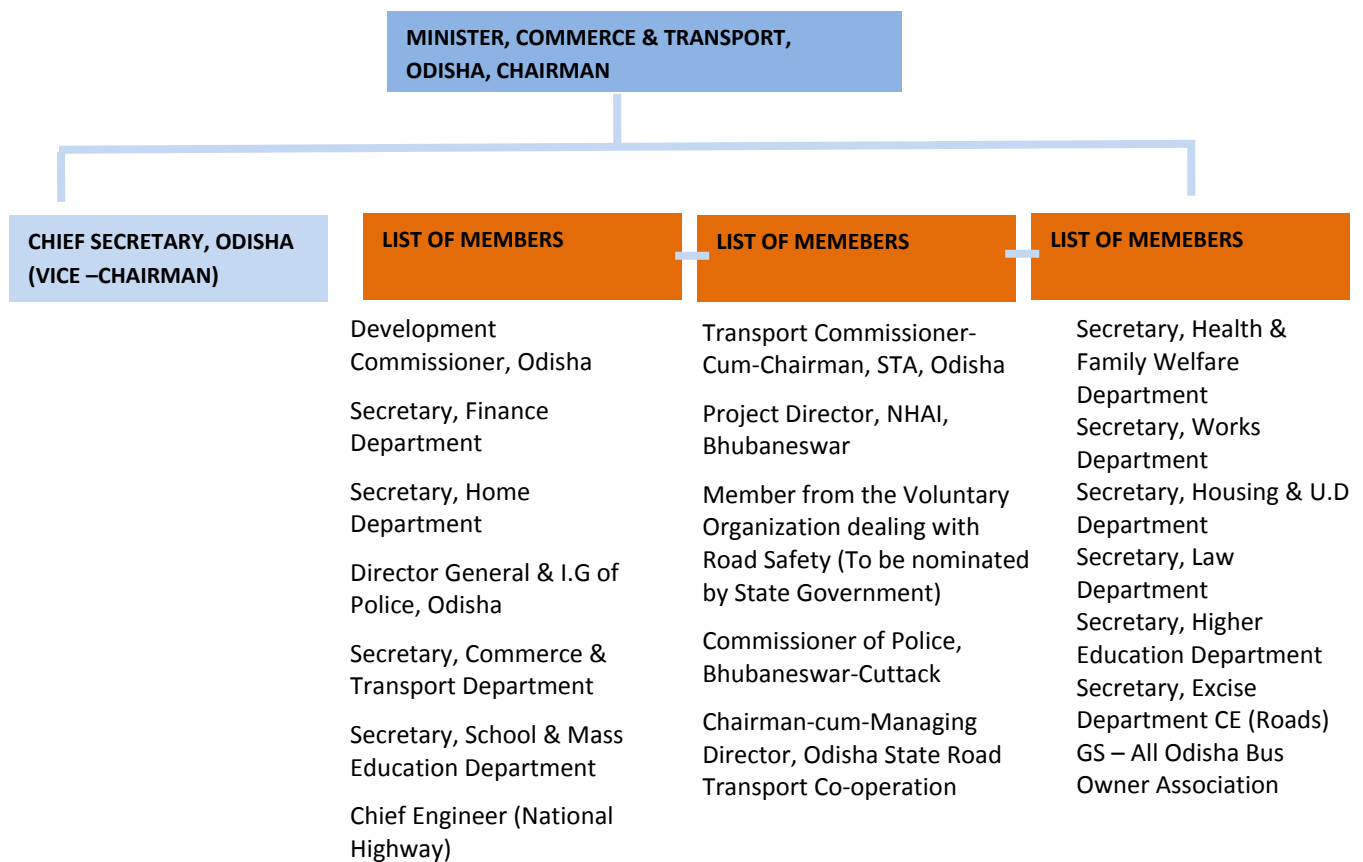 MINISTER, COMMERCE & TRANSPORT,
ODISHA, CHAIRMAN
CHIEF SECRETARY, ODISHA
(VICE –CHAIRMAN)
LIST OF MEMBERS
Development
Commissioner, Odisha
Secretary, Finance
Department
Secretary, Home
Department
Director General & I.G of
Police, Odisha
Secretary, Commerce &
Transport Department
Secretary, School & Mass
Education Department
Chief Engineer (National
Highway)
LIST OF MEMEBERS
Transport Commissioner-
Cum-Chairman, STA, Odisha
Project Director, NHAI,
Bhubaneswar
Member from the Voluntary
Organization dealing with
Road Safety (To be nominated
by State Government)
Commissioner of Police,
Bhubaneswar-Cuttack
Chairman-cum-Managing
Director, Odisha State Road
Transport Co-operation
LIST OF MEMEBERS
Secretary, Health &
Family Welfare
Department
Secretary, Works
Department
Secretary, Housing & U.D
Department
Secretary, Law
Department
Secretary, Higher
Education Department
Secretary, Excise
Department CE (Roads)
GS – All Odisha Bus
Owner Association